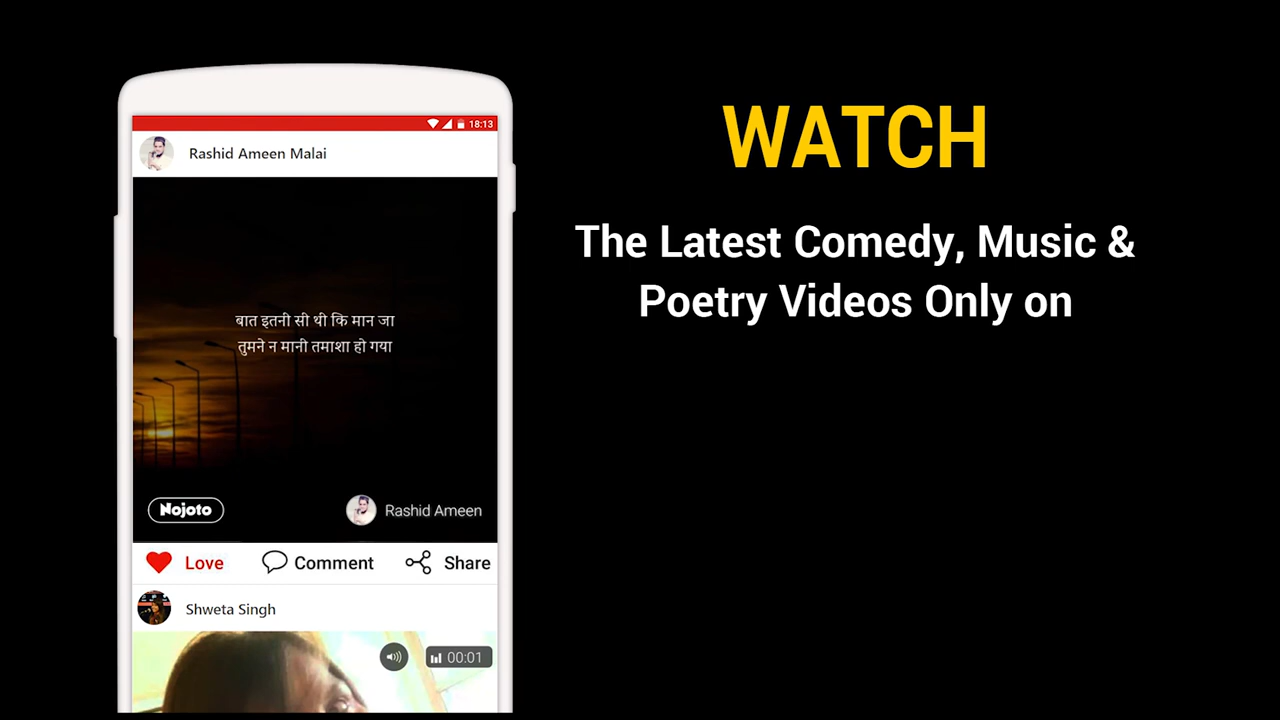 18:13
Rashid Ameen Malai
बात इतनी सी थी कि मान जा
तुमने न मानी तमाशा हो गया
Nojoto
Rashid Ameen
Love
Comment
Share
Shweta Singh
00:01
WATCH
The Latest Comedy, Music &
Poetry Videos Only on